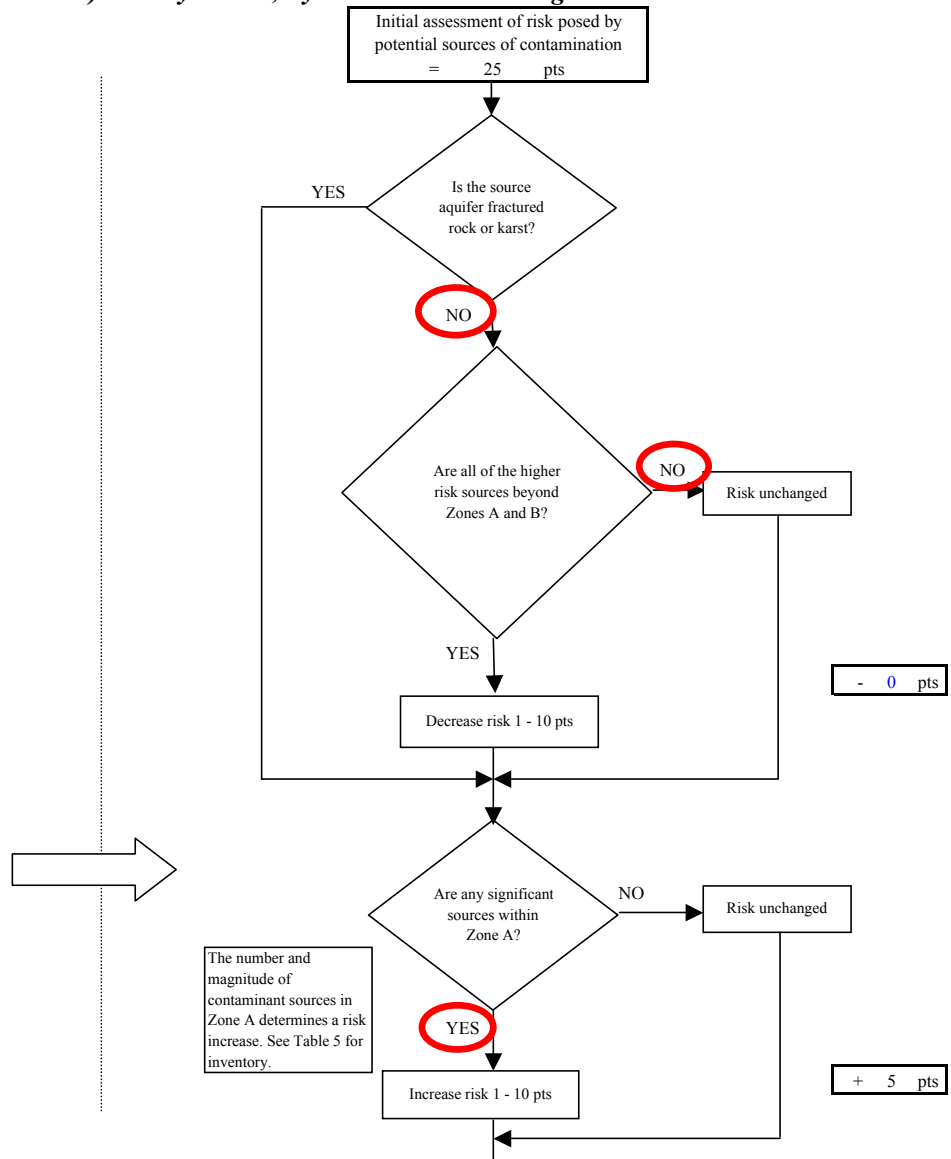 Initial assessment of risk posed by
potential sources of contamination
= 25 pts
YES
Is the source
aquifer fractured
rock or karst?
NO
Are all of the higher
risk sources beyond
Zones A and B?
NO
Risk unchanged
YES
- 0 pts
Decrease risk 1 - 10 pts
Are any significant
sources within
Zone A?
NO
Risk unchanged
The number and
magnitude of
contaminant sources in
Zone A determines a risk
increase. See Table 5 for
inventory.
YES
+ 5 pts
Increase risk 1 - 10 pts